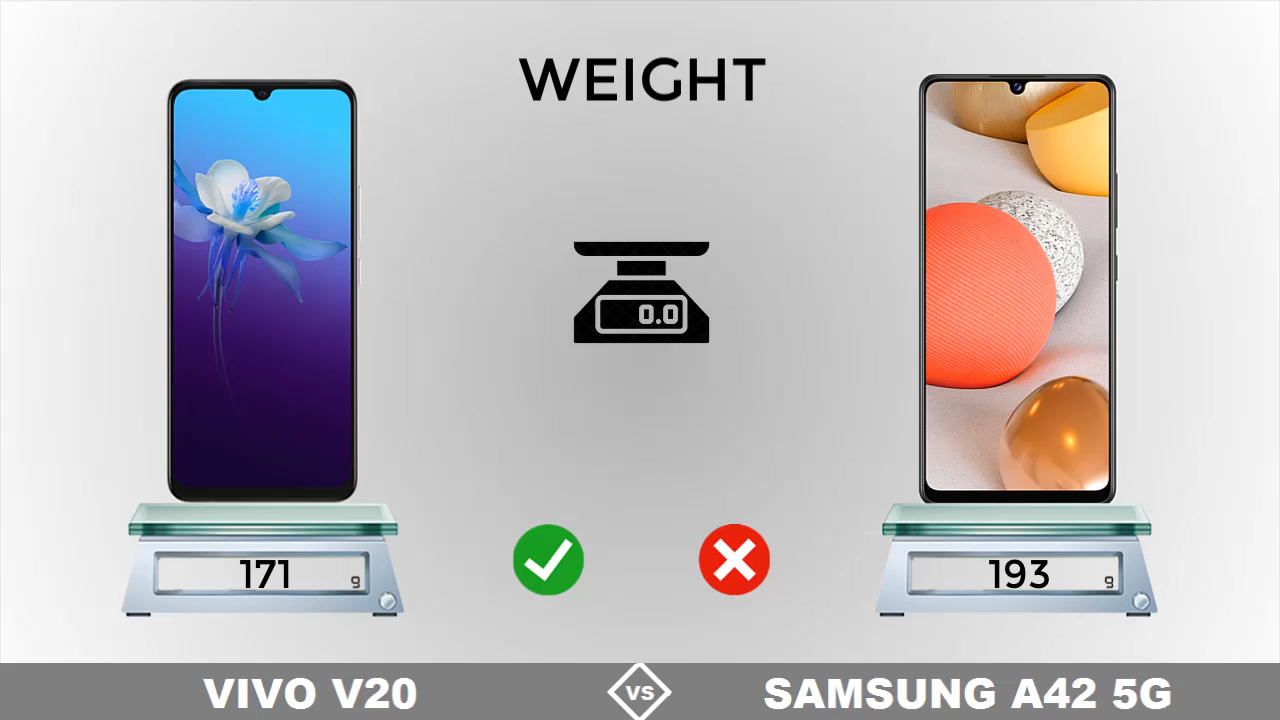 WEIGHT
0.0
171 g
193 g
VIVO V20
VS
SAMSUNG A42 5G